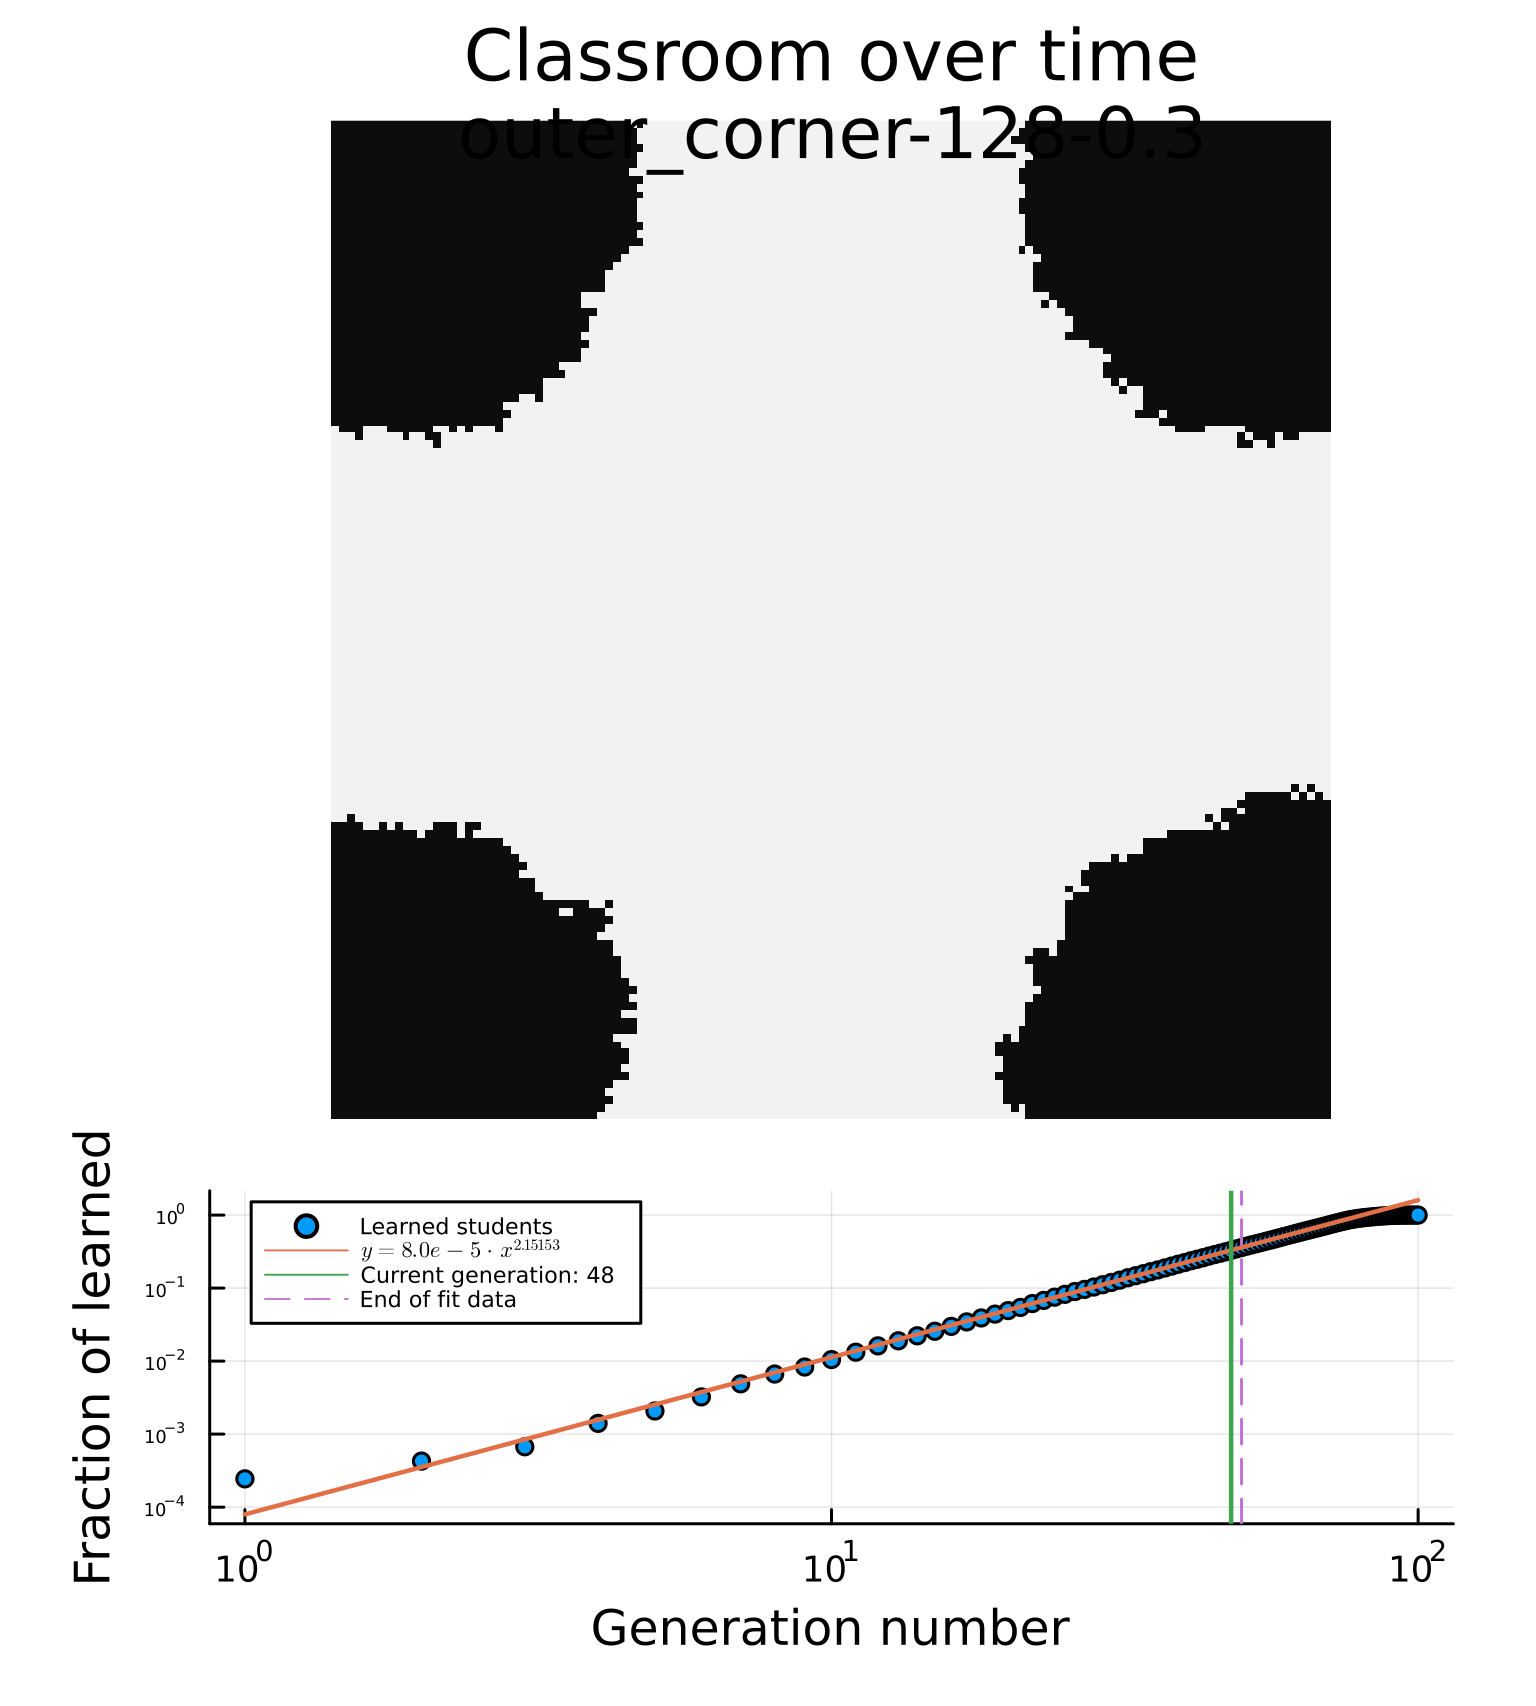 Classroom over time
outer_corner-128-0.3
Fraction of learned
10^0
10^-1
10^-2
10^-3
10^-4
Learned students
y = 8.0e − 5 · x^2.15153
Current generation: 48
End of fit data
10^0 10^1 10^2
Generation number